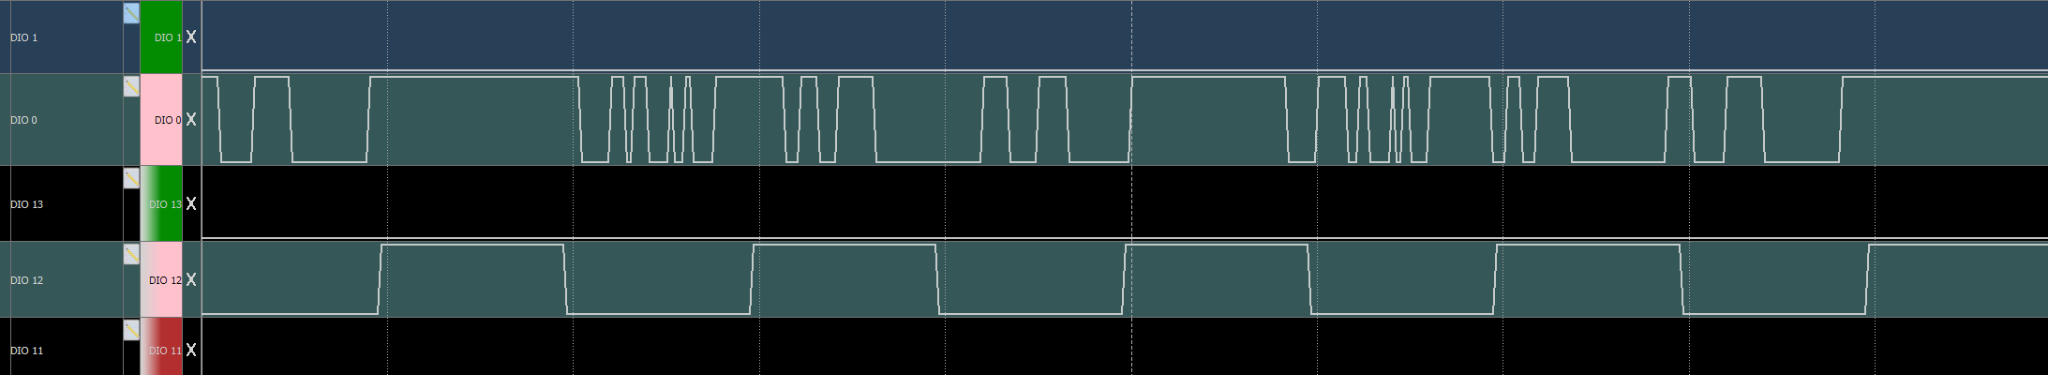 DIO 1 DIO 1 X
DIO 0 DIO 0 X
DIO 13 DIO 13 X
DIO 12 DIO 12 X
DIO 11 DIO 11 X